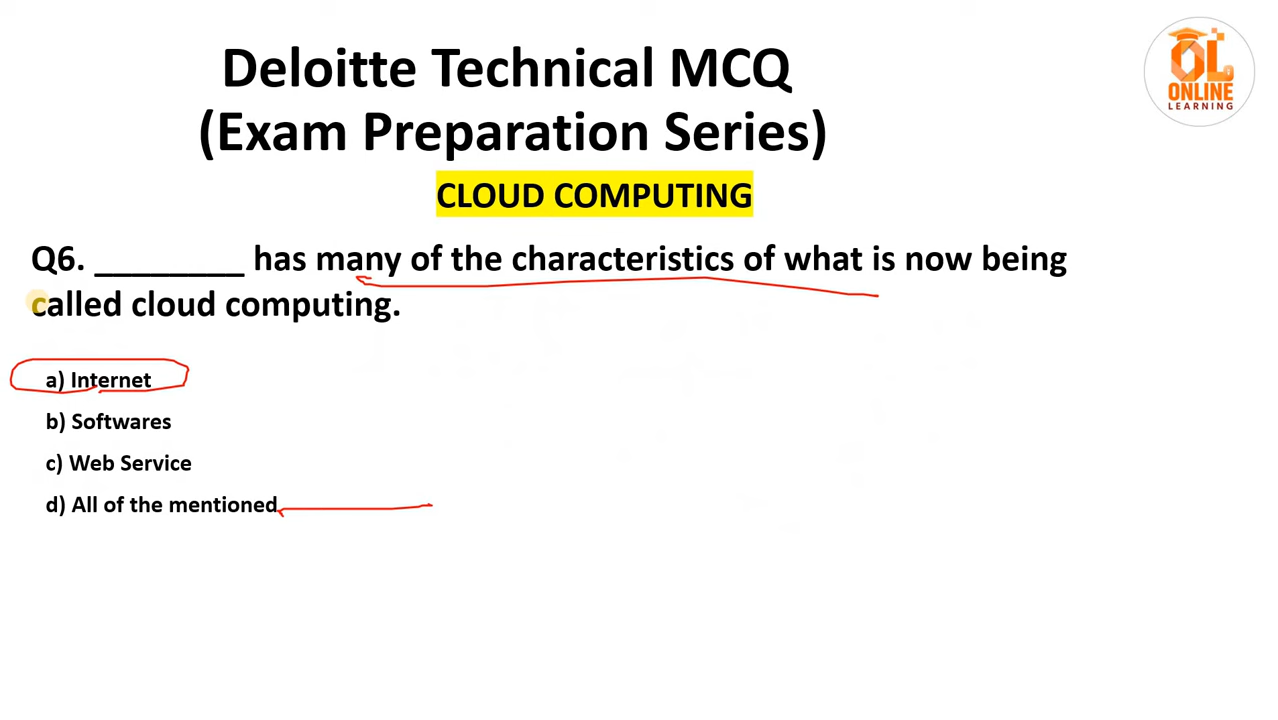 Deloitte Technical MCQ
(Exam Preparation Series)
OL
ONLINE
LEARNING
CLOUD COMPUTING
Q6. ________ has many of the characteristics of what is now being
called cloud computing.
a) Internet
b) Softwares
c) Web Service
d) All of the mentioned